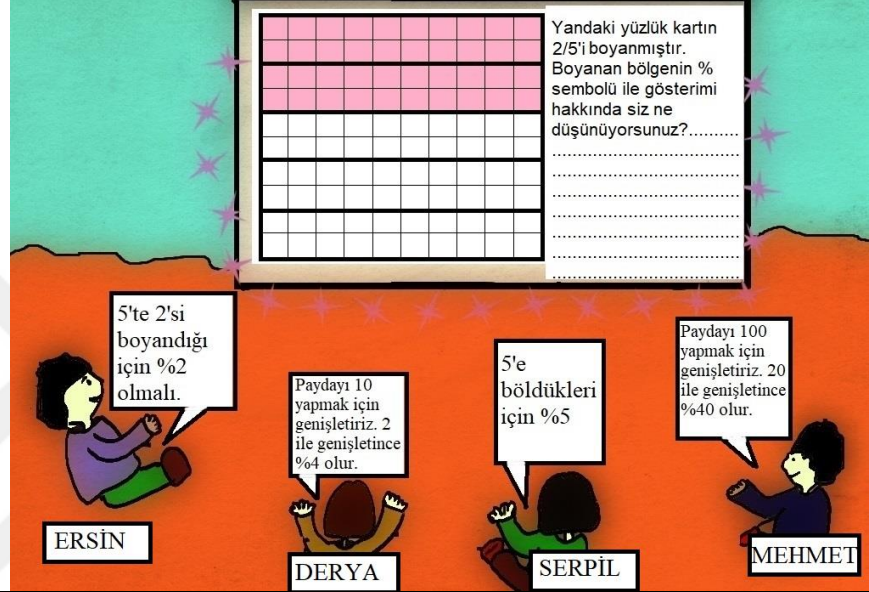 Yandaki yüzlük kartın
2/5'i boyanmıştır.
Boyanan bölgenin %
sembolü ile gösterimi
hakkında siz ne
düşünüyorsunuz?..........
5'te 2'si
boyandığı
için %2
olmalı.
Paydayı 10
yapmak için
genişletiriz. 2
ile genişletince
%4 olur.
5'e
böldükleri
için %5
Paydayı 100
yapmak için
genişletiriz. 20
ile genişletince
%40 olur.
ERSİN
DERYA
SERPİL
MEHMET